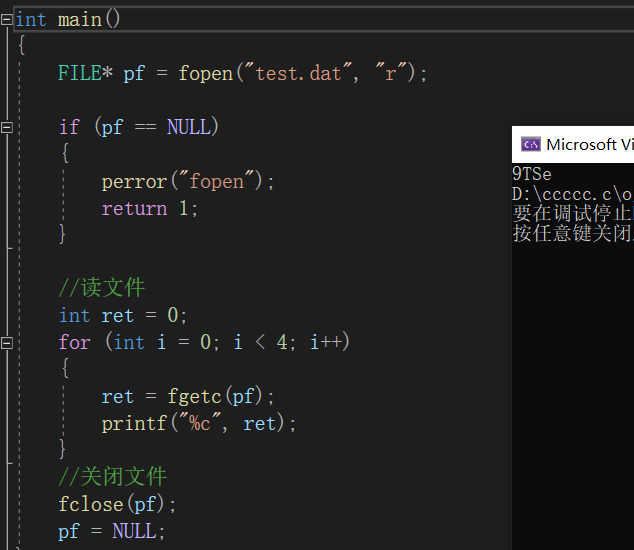 int main()
{
FILE* pf = fopen("test.dat", "r");
if (pf == NULL)
{
perror("fopen");
return 1;
}
//读文件
int ret = 0;
for (int i = 0; i < 4; i++)
{
ret = fgetc(pf);
printf("%c", ret);
}
//关闭文件
fclose(pf);
pf = NULL;
Microsoft Vi
9TSe
D:\ccccc.c\o
要在调试停止
按任意键关闭